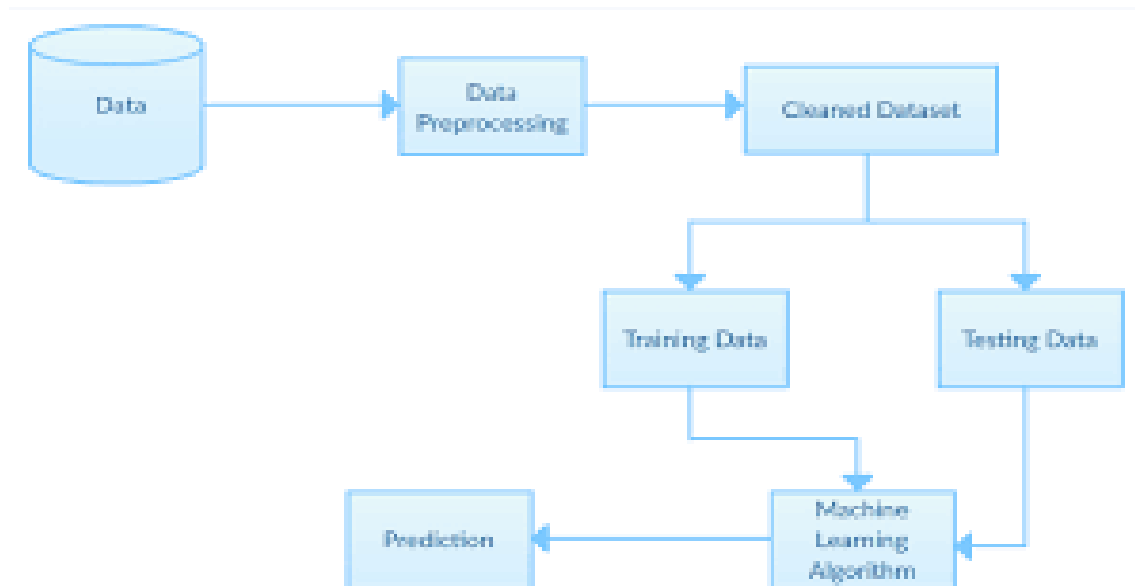 Data
Data
Preprocessing
Cleaned Dataset
Training Data
Testing Data
Prediction
Machine
Learning
Algorithm